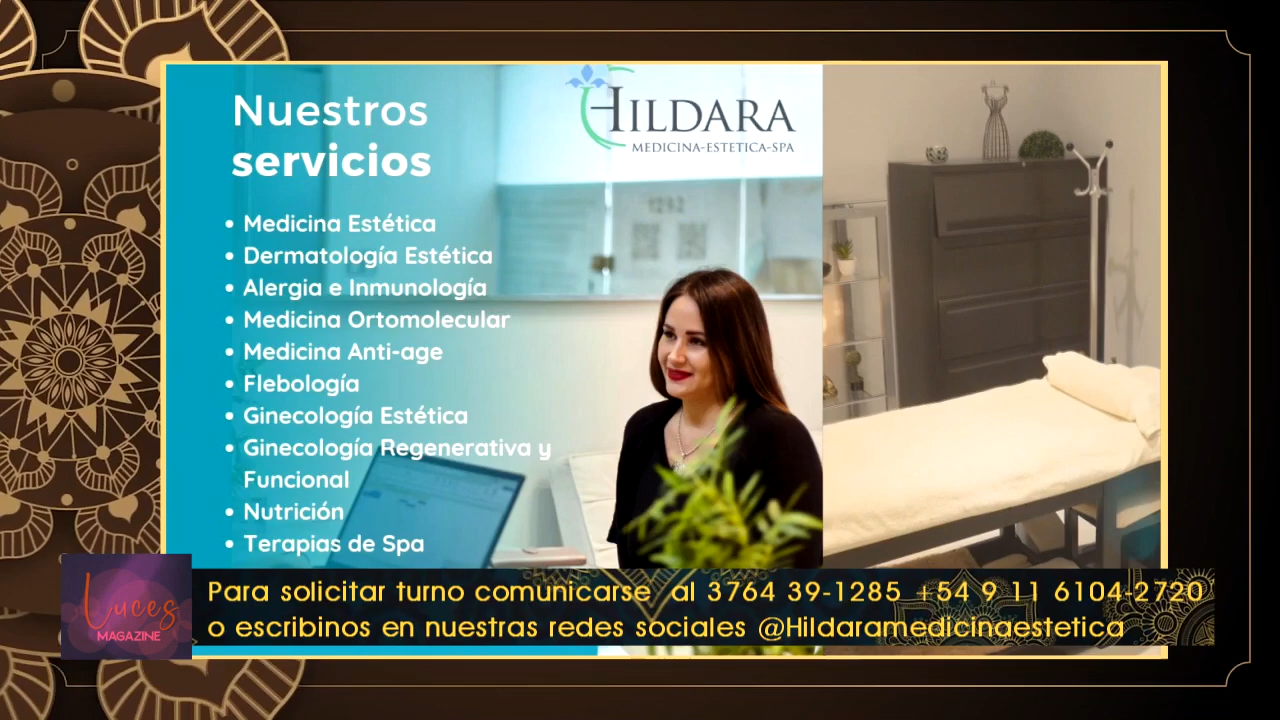 Nuestros
servicios
HILDARA
MEDICINA-ESTETICA-SPA
• Medicina Estética
• Dermatología Estética
• Alergia e Inmunología
• Medicina Ortomolecular
• Medicina Anti-age
• Flebología
• Ginecología Estética
• Ginecología Regenerativa y
Funcional
• Nutrición
• Terapias de Spa
Luces
MAGAZINE
Para solicitar turno comunicarse al 3764 39-1285 +54 9 11 6104-2720
o escribinos en nuestras redes sociales @Hildaramedicinaestetica